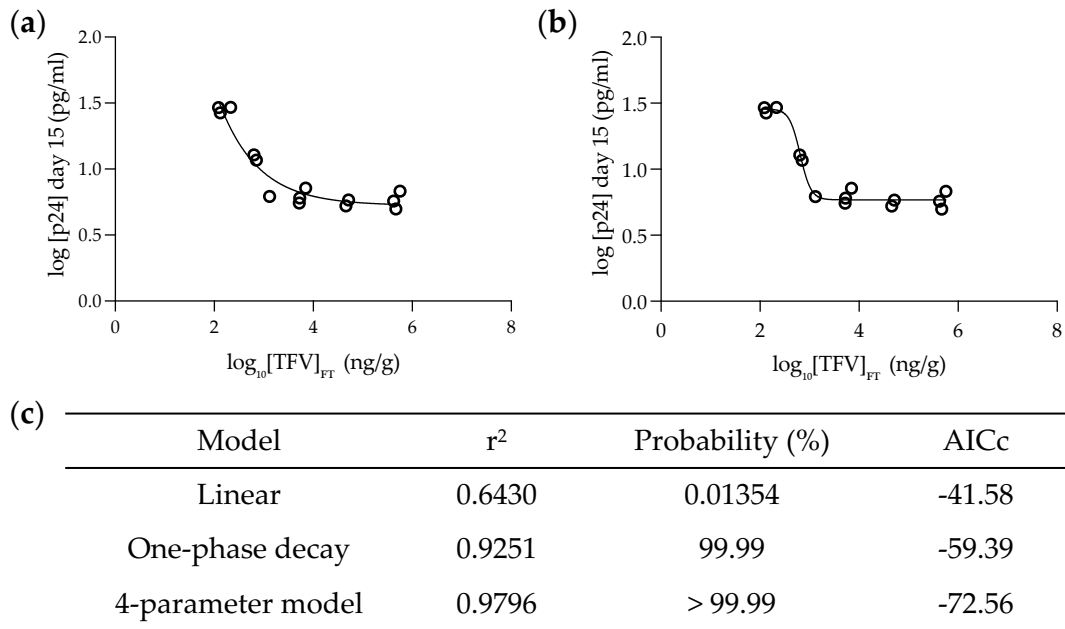 (a)
log [p24] day 15 (pg/ml)
2.0
1.5
1.0
0.5
0.0
0 2 4 6 8
log₁₀[TFV]FT (ng/g)
(b)
log [p24] day 15 (pg/ml)
2.0
1.5
1.0
0.5
0.0
0 2 4 6 8
log₁₀[TFV]FT (ng/g)
(c)
Model r² Probability (%) AICc
Linear 0.6430 0.01354 -41.58
One-phase decay 0.9251 99.99 -59.39
4-parameter model 0.9796 > 99.99 -72.56